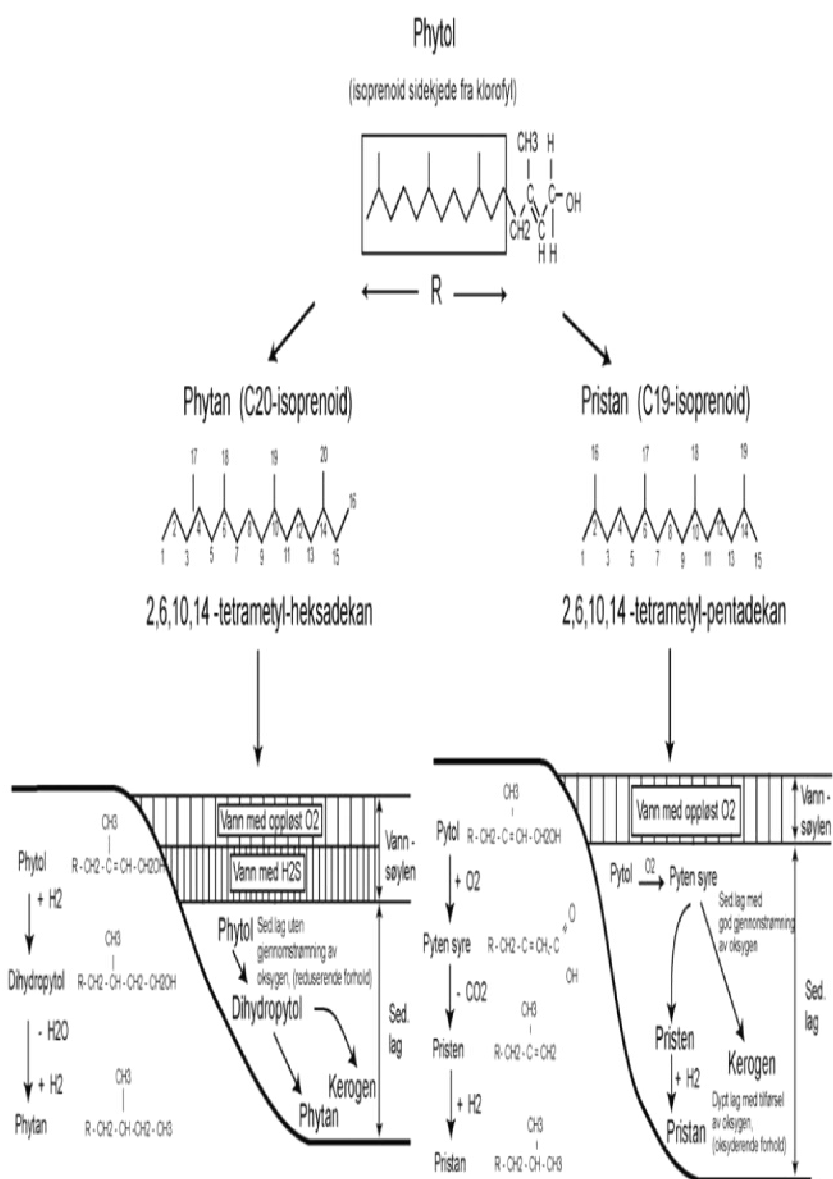 Phytol
(isoprenoid sidekjede fra klorofyl)
CH3 H
C C - OH
CH2 C
H H
R
Phytan (C20-isoprenoid)
17 18 19 20
16
2 4 6 8 10 12 14
1 3 5 7 9 11 13 15
2,6,10,14 -tetrametyl-heksadekan
Pristan (C19-isoprenoid)
16 17 18 19
2 4 6 8 10 12 14
1 3 5 7 9 11 13 15
2,6,10,14 -tetrametyl-pentadekan
Phytol
CH3
R - CH2 - C = CH - CH2OH
+ H2
Dihydropytol
CH3
R- CH2 - CH - CH2- CH2OH
- H2O
+ H2
Phytan
CH3
R - CH2 - CH -CH2 -CH3
Vann med oppløst O2
Vann med H2S
Vann -
søylen
Phytol
Sed.lag uten
gjennomstrømning av
oksygen, (reduserende forhold)
Dihydropytol
Kerogen
Phytan
Sed.
lag
Pytol
CH3
R -CH2 - C = CH - CH2OH
+ O2
Pyten syre
R - CH2 - C = CH - C
O
OH
- CO2
Pristen
CH3
R- CH2 - C = CH2
+ H2
Pristan
CH3
R - CH2 - CH - CH3
Vann med oppløst O2
Vann -
søylen
Pytol O2 Pyten syre
Sed.lag med
god gjennonstrømning
av oksygen
Pristen
+ H2
Pristan
Kerogen
Dypt lag med tilførsel
av oksygen,
(oksyderende forhold)
Sed.
lag